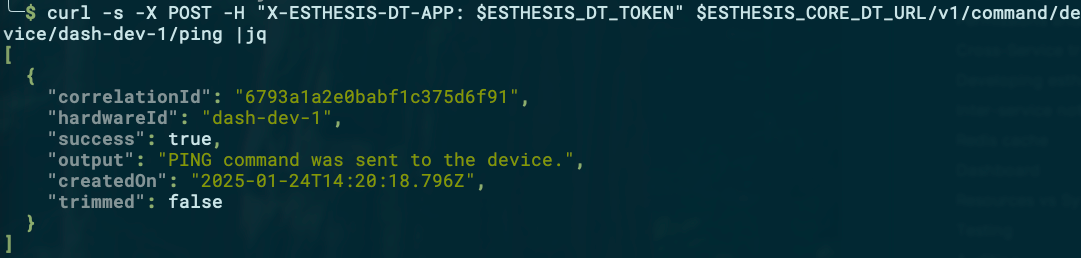 $ curl -s -X POST -H "X-ESTHESIS-DT-APP: $ESTHESIS_DT_TOKEN" $ESTHESIS_CORE_DT_URL/v1/command/de
vice/dash-dev-1/ping |jq
[
  {
    "correlationId": "6793a1a2e0babf1c375d6f91",
    "hardwareId": "dash-dev-1",
    "success": true,
    "output": "PING command was sent to the device.",
    "createdOn": "2025-01-24T14:20:18.796Z",
    "trimmed": false
  }
]